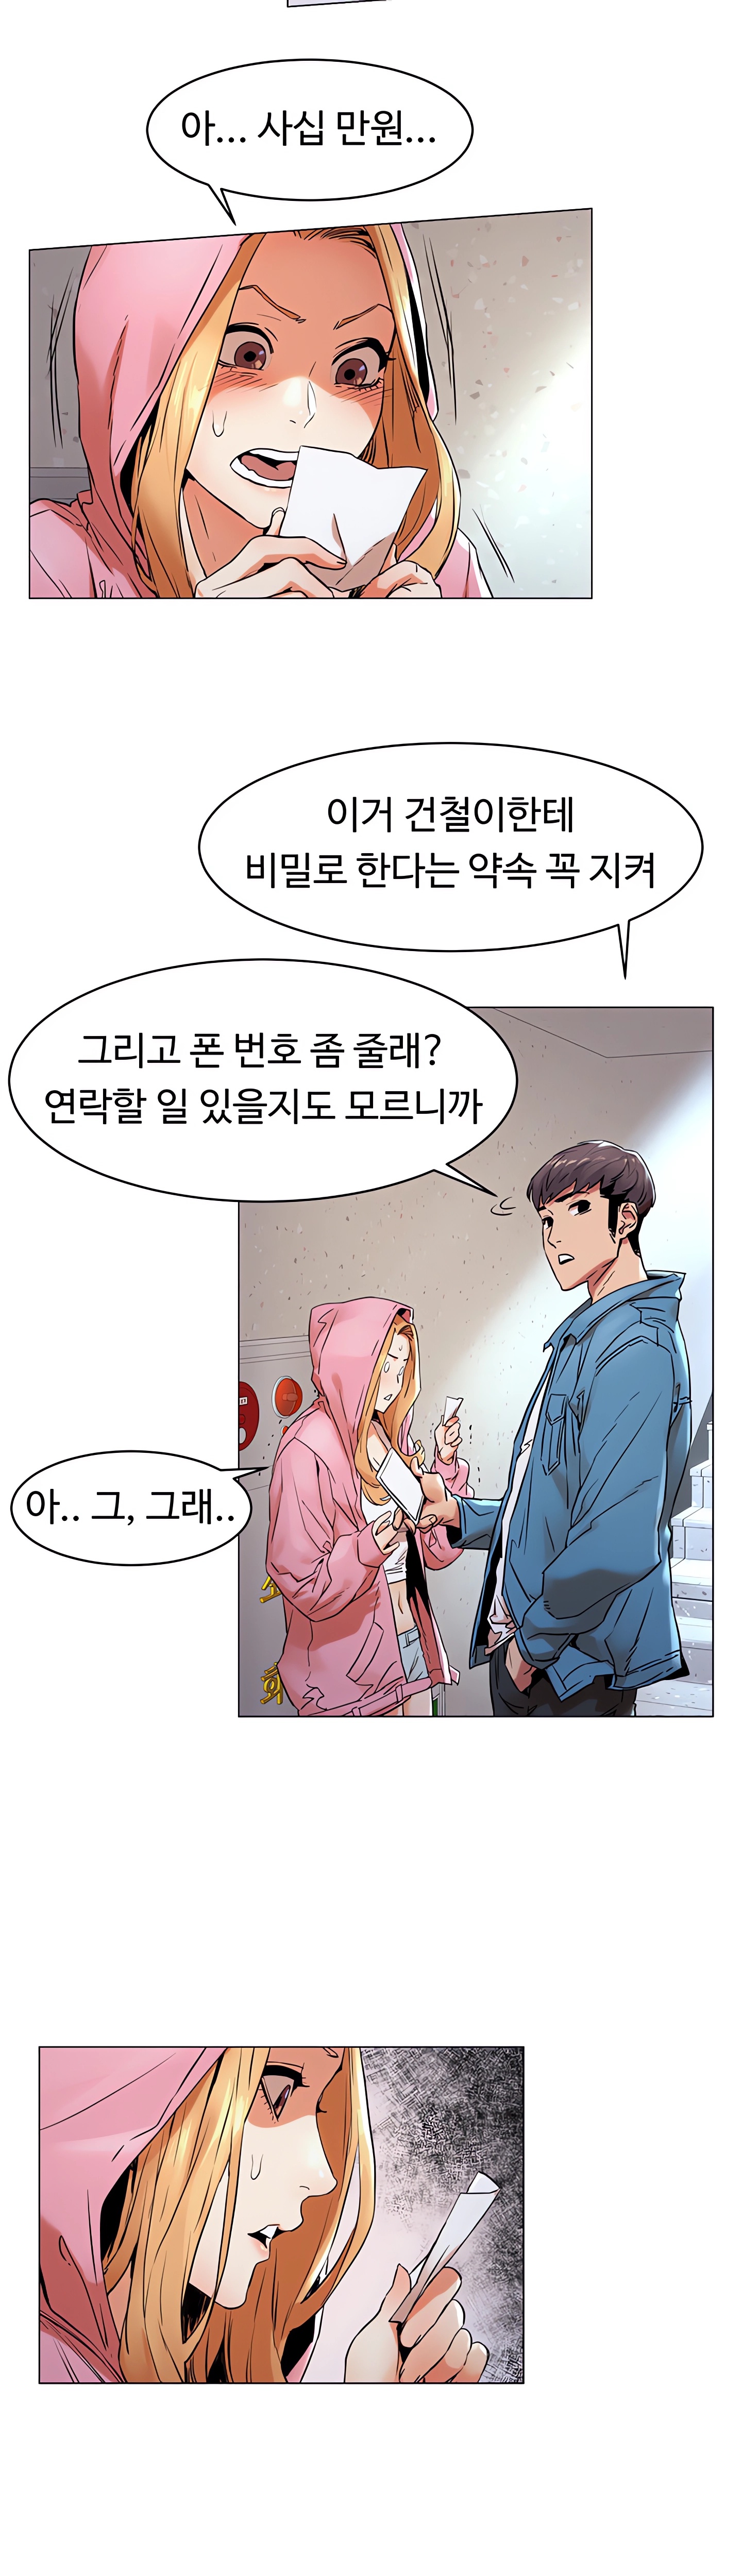 아... 사십 만원...
이거 건철이한테
비밀로 한다는 약속 꼭 지켜
그리고 폰 번호 좀 줄래?
연락할 일 있을지도 모르니까
아.. 그, 그래..
소
화